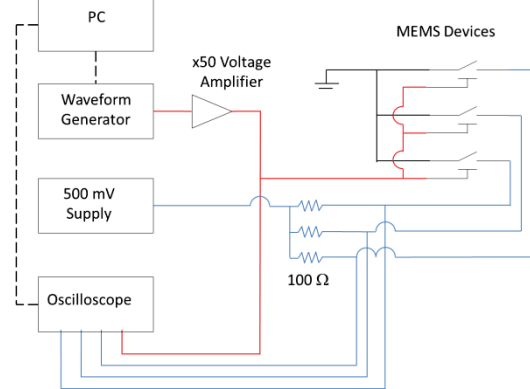 PC
MEMS Devices
x50 Voltage
Amplifier
Waveform
Generator
500 mV
Supply
100 Ω
Oscilloscope